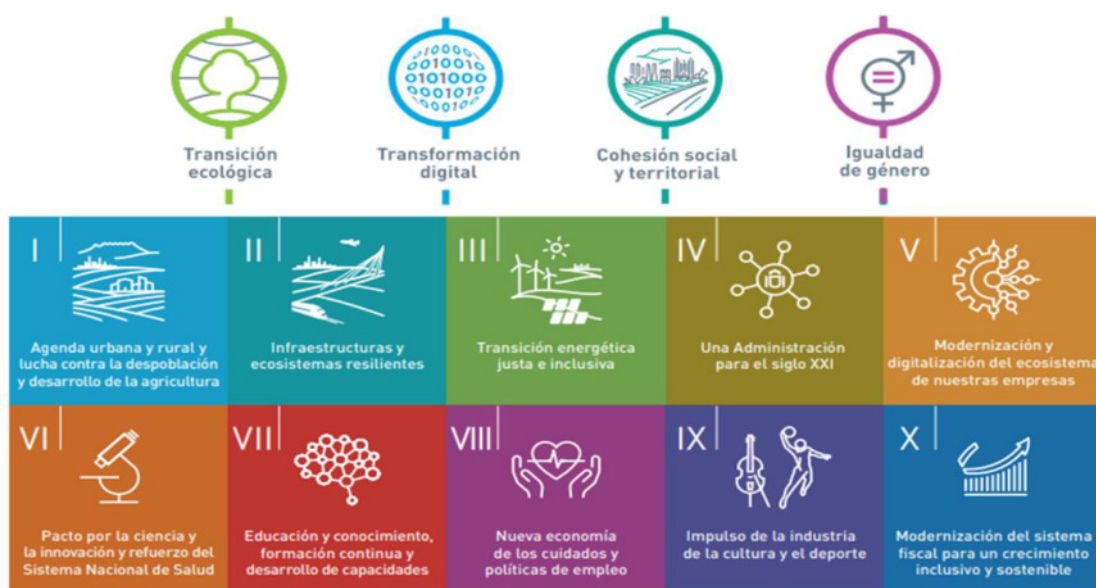 Transición
ecológica
Transformación
digital
Cohesión social
y territorial
Igualdad
de género
I
Agenda urbana y rural y
lucha contra la despoblación
y desarrollo de la agricultura
II
Infraestructuras y
ecosistemas resilientes
III
Transición energética
justa e inclusiva
IV
Una Administración
para el siglo XXI
V
Modernización y
digitalización del ecosistema
de nuestras empresas
VI
Pacto por la ciencia y
la innovación y refuerzo del
Sistema Nacional de Salud
VII
Educación y conocimiento,
formación continua y
desarrollo de capacidades
VIII
Nueva economía
de los cuidados y
políticas de empleo
IX
Impulso de la industria
de la cultura y el deporte
X
Modernización del sistema
fiscal para un crecimiento
inclusivo y sostenible